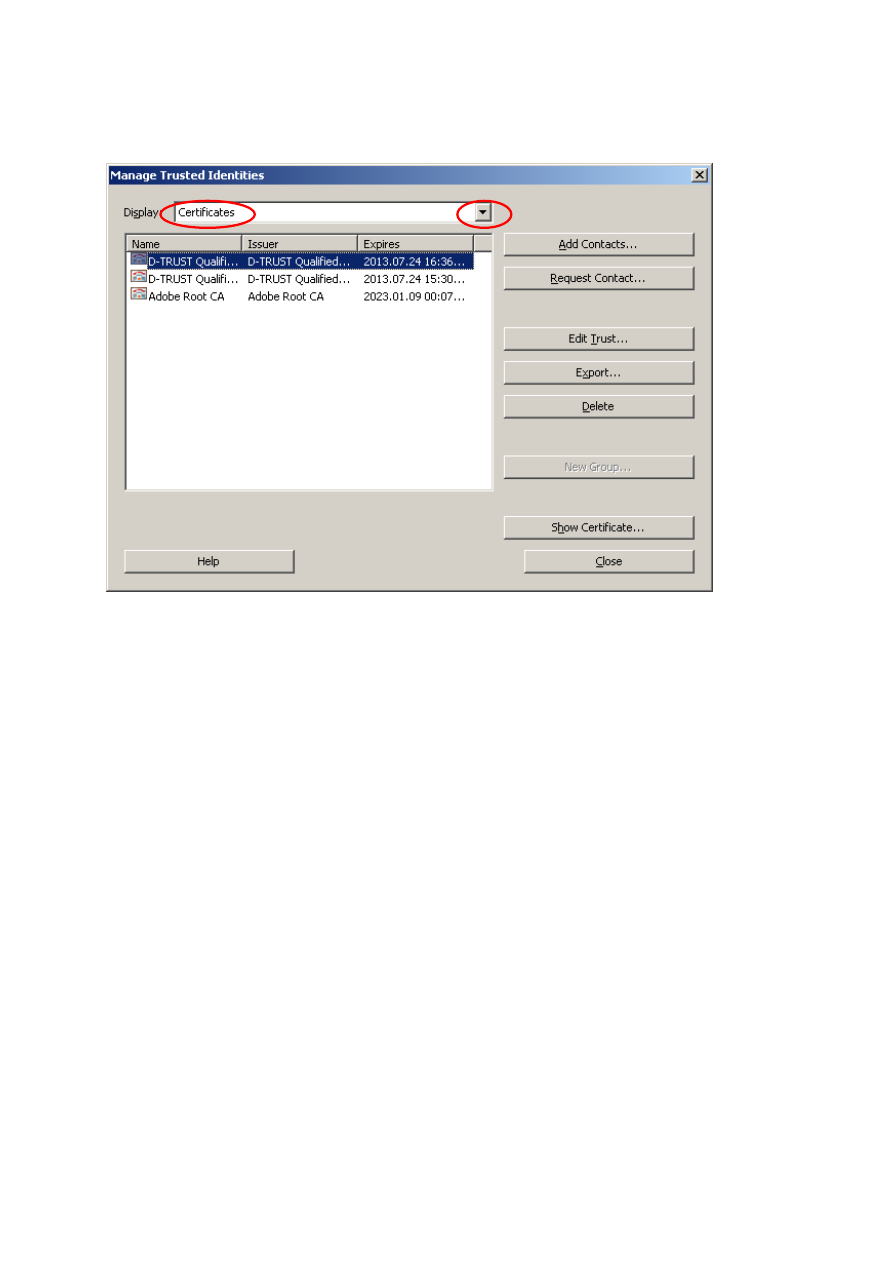 Manage Trusted Identities
Display: Certificates
Name Issuer Expires
D-TRUST Qualifi... D-TRUST Qualified... 2013.07.24 16:36...
D-TRUST Qualifi... D-TRUST Qualified... 2013.07.24 15:30...
Adobe Root CA Adobe Root CA 2023.01.09 00:07...
Add Contacts...
Request Contact...
Edit Trust...
Export...
Delete
New Group...
Show Certificate...
Help
Close